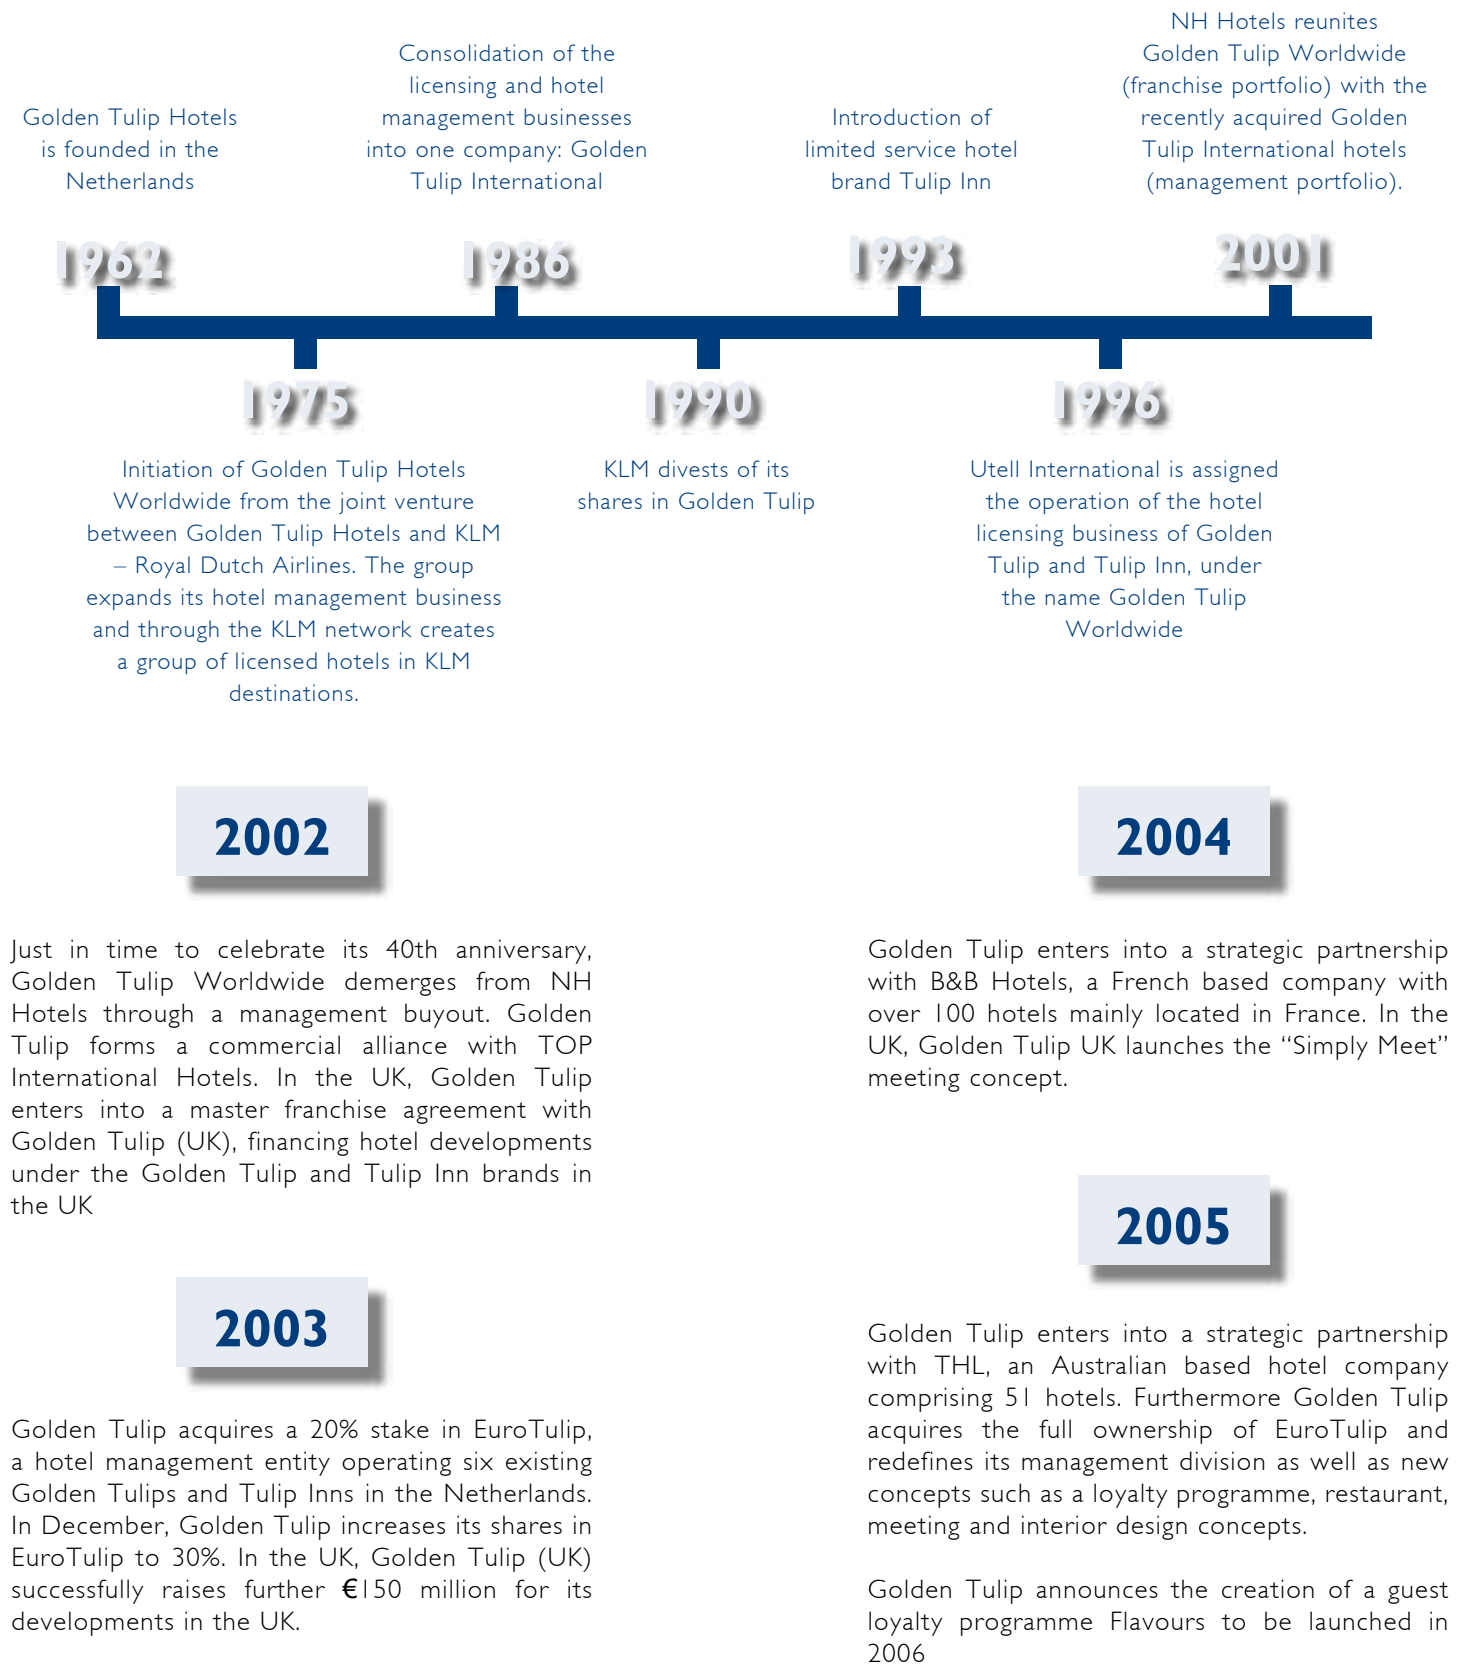 Golden Tulip Hotels
is founded in the
Netherlands
1962
Consolidation of the
licensing and hotel
management businesses
into one company: Golden
Tulip International
1986
Introduction of
limited service hotel
brand Tulip Inn
1993
NH Hotels reunites
Golden Tulip Worldwide
(franchise portfolio) with the
recently acquired Golden
Tulip International hotels
(management portfolio).
2001
1975
Initiation of Golden Tulip Hotels
Worldwide from the joint venture
between Golden Tulip Hotels and KLM
– Royal Dutch Airlines. The group
expands its hotel management business
and through the KLM network creates
a group of licensed hotels in KLM
destinations.
1990
KLM divests of its
shares in Golden Tulip
1996
Utell International is assigned
the operation of the hotel
licensing business of Golden
Tulip and Tulip Inn, under
the name Golden Tulip
Worldwide
2002
Just in time to celebrate its 40th anniversary,
Golden Tulip Worldwide demerges from NH
Hotels through a management buyout. Golden
Tulip forms a commercial alliance with TOP
International Hotels. In the UK, Golden Tulip
enters into a master franchise agreement with
Golden Tulip (UK), financing hotel developments
under the Golden Tulip and Tulip Inn brands in
the UK
2003
Golden Tulip acquires a 20% stake in EuroTulip,
a hotel management entity operating six existing
Golden Tulips and Tulip Inns in the Netherlands.
In December, Golden Tulip increases its shares in
EuroTulip to 30%. In the UK, Golden Tulip (UK)
successfully raises further €150 million for its
developments in the UK.
2004
Golden Tulip enters into a strategic partnership
with B&B Hotels, a French based company with
over 100 hotels mainly located in France. In the
UK, Golden Tulip UK launches the “Simply Meet”
meeting concept.
2005
Golden Tulip enters into a strategic partnership
with THL, an Australian based hotel company
comprising 51 hotels. Furthermore Golden Tulip
acquires the full ownership of EuroTulip and
redefines its management division as well as new
concepts such as a loyalty programme, restaurant,
meeting and interior design concepts.
Golden Tulip announces the creation of a guest
loyalty programme Flavours to be launched in
2006